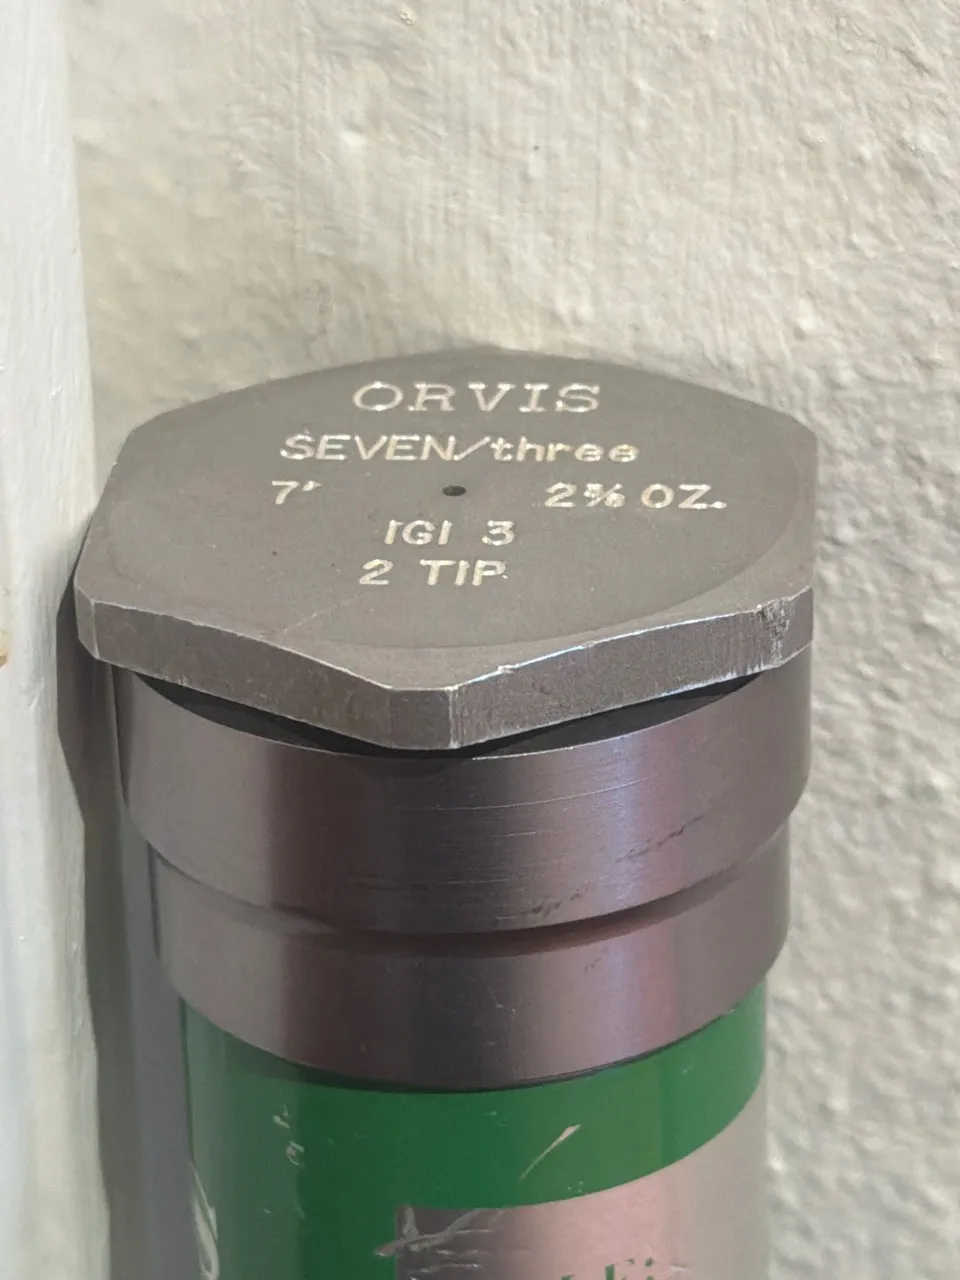 ORVIS
SEVEN/three
7' 2⅝ OZ.
IGI 3
2 TIP